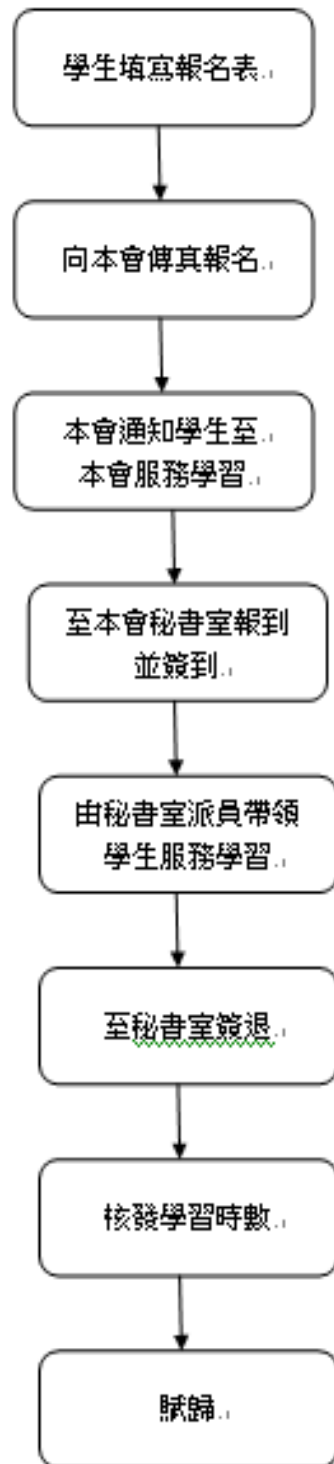 學生填寫報名表
向本會傳真報名
本會通知學生至
本會服務學習
至本會秘書室報到
並簽到
由秘書室派員帶領
學生服務學習
至秘書室簽退
核發學習時數
賦歸